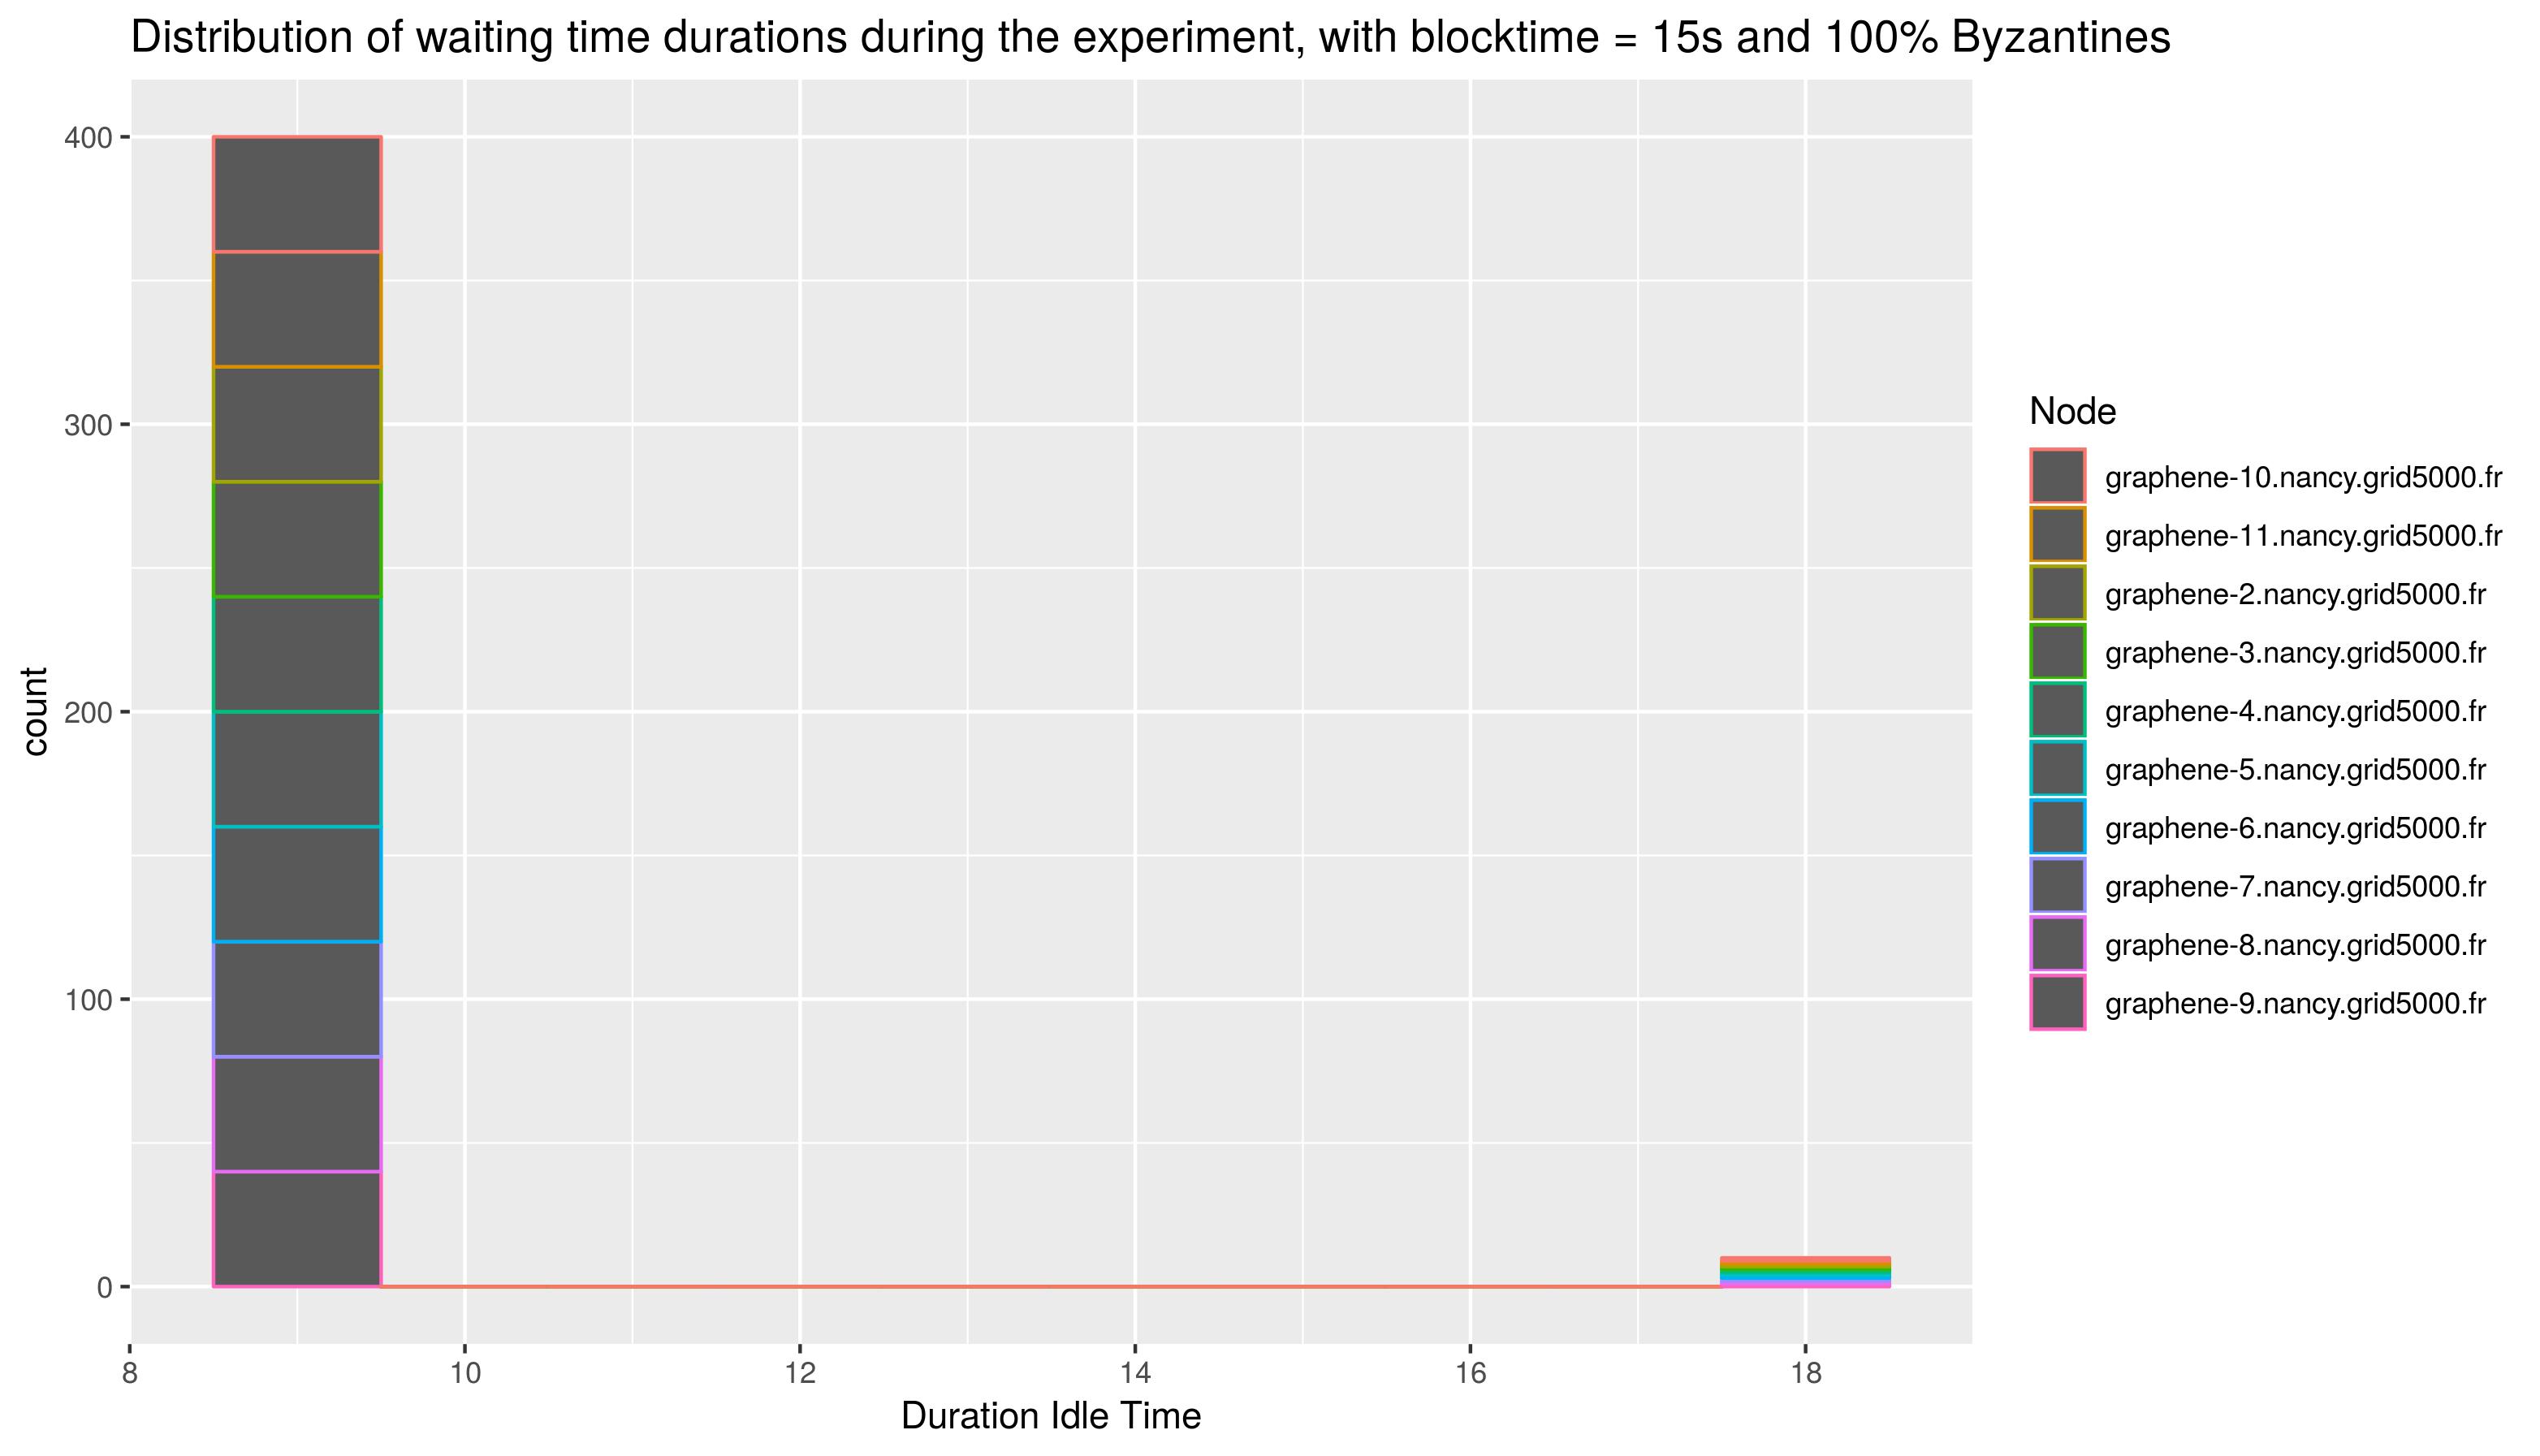 Distribution of waiting time durations during the experiment, with blocktime = 15s and 100% Byzantines
400
300
200
100
0
count
8 10 12 14 16 18
Duration Idle Time
Node
graphene-10.nancy.grid5000.fr
graphene-11.nancy.grid5000.fr
graphene-2.nancy.grid5000.fr
graphene-3.nancy.grid5000.fr
graphene-4.nancy.grid5000.fr
graphene-5.nancy.grid5000.fr
graphene-6.nancy.grid5000.fr
graphene-7.nancy.grid5000.fr
graphene-8.nancy.grid5000.fr
graphene-9.nancy.grid5000.fr